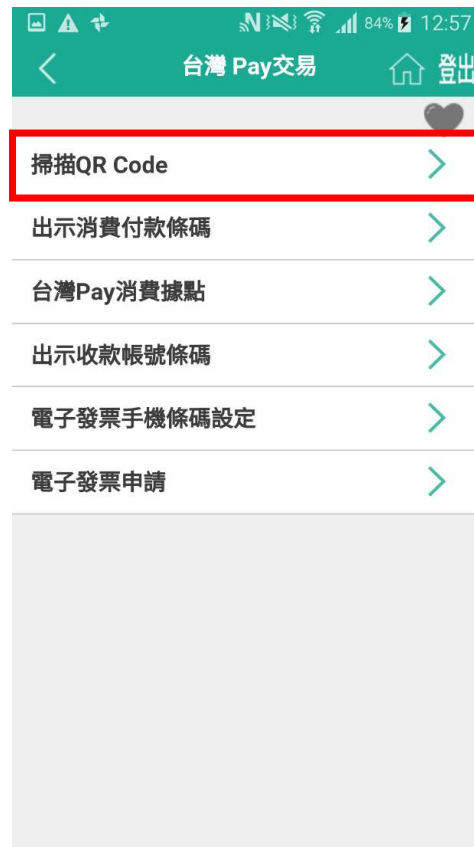 84% 12:57
台灣 Pay交易 登出
掃描QR Code
出示消費付款條碼
台灣Pay消費據點
出示收款帳號條碼
電子發票手機條碼設定
電子發票申請